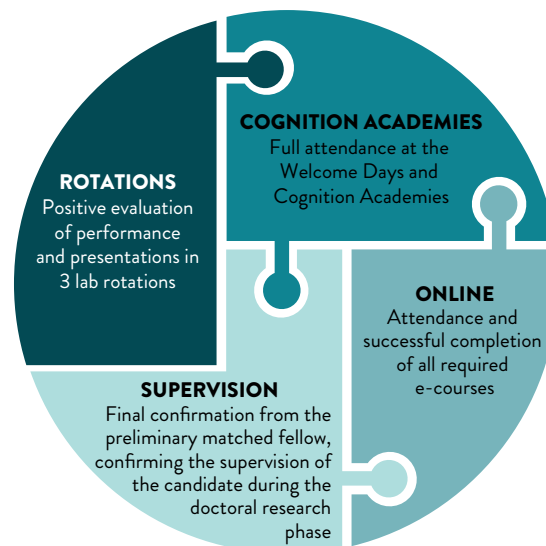 COGNITION ACADEMIES
Full attendance at the
Welcome Days and
Cognition Academies
ROTATIONS
Positive evaluation
of performance
and presentations in
3 lab rotations
ONLINE
Attendance and
successful completion
of all required
e-courses
SUPERVISION
Final confirmation from the
preliminary matched fellow,
confirming the supervision of
the candidate during the
doctoral research
phase